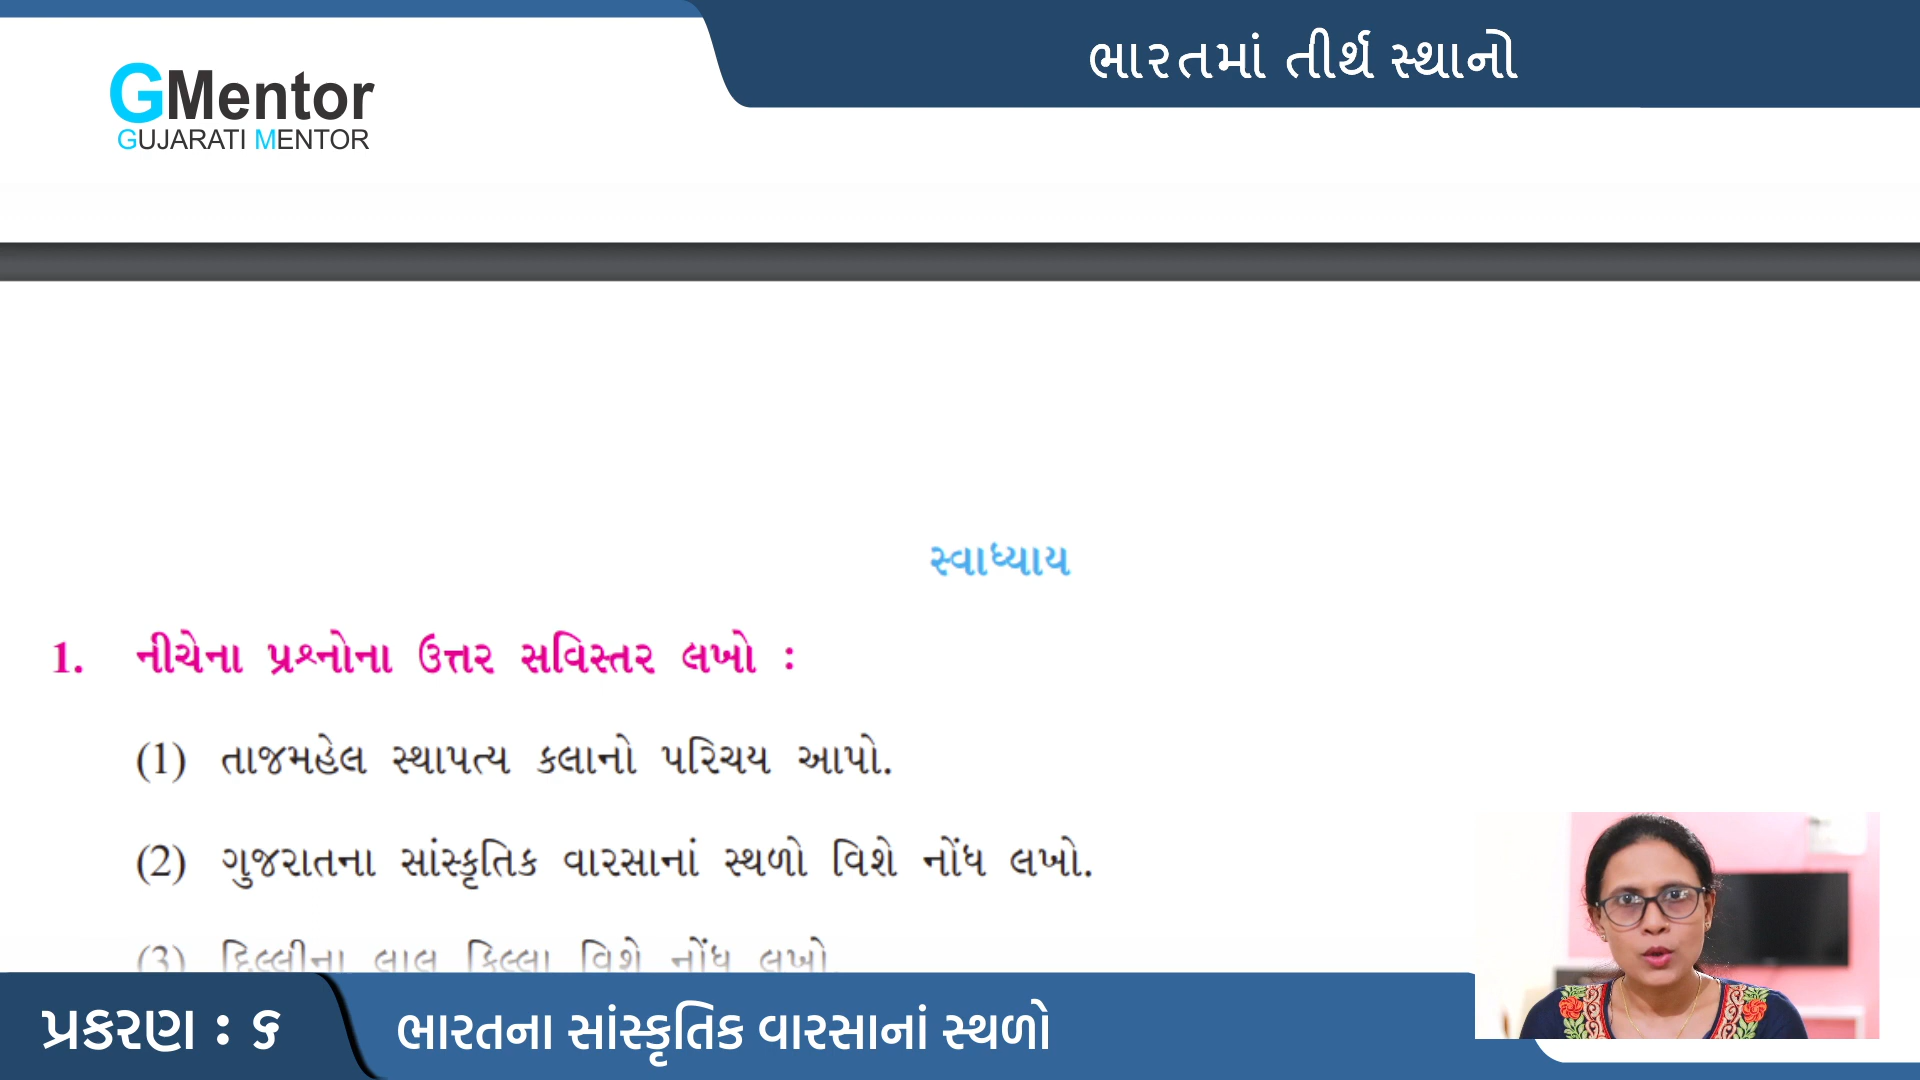 ભારતમાં તીર્થ સ્થાનો
GMentor
GUJARATI MENTOR
સ્વાધ્યાય
1. નીચેના પ્રશ્નોના ઉત્તર સવિસ્તર લખો :
(1) તાજમહેલ સ્થાપત્ય કલાનો પરિચય આપો.
(2) ગુજરાતના સાંસ્કૃતિક વારસાનાં સ્થળો વિશે નોંધ લખો.
(3) દિલ્લીના લાલ કિલ્લા વિશે નોંધ લખો.
પ્રકરણ : ૬
ભારતના સાંસ્કૃતિક વારસાનાં સ્થળો